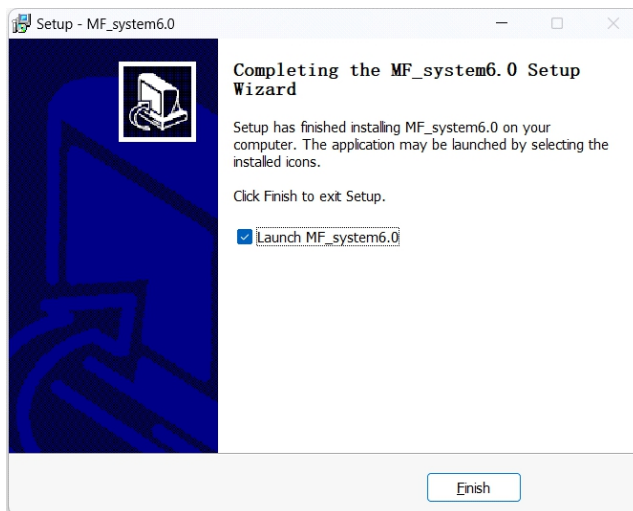 Setup - MF_system6.0
Completing the MF_system6.0 Setup
Wizard
Setup has finished installing MF_system6.0 on your
computer. The application may be launched by selecting the
installed icons.
Click Finish to exit Setup.
Launch MF_system6.0
Finish